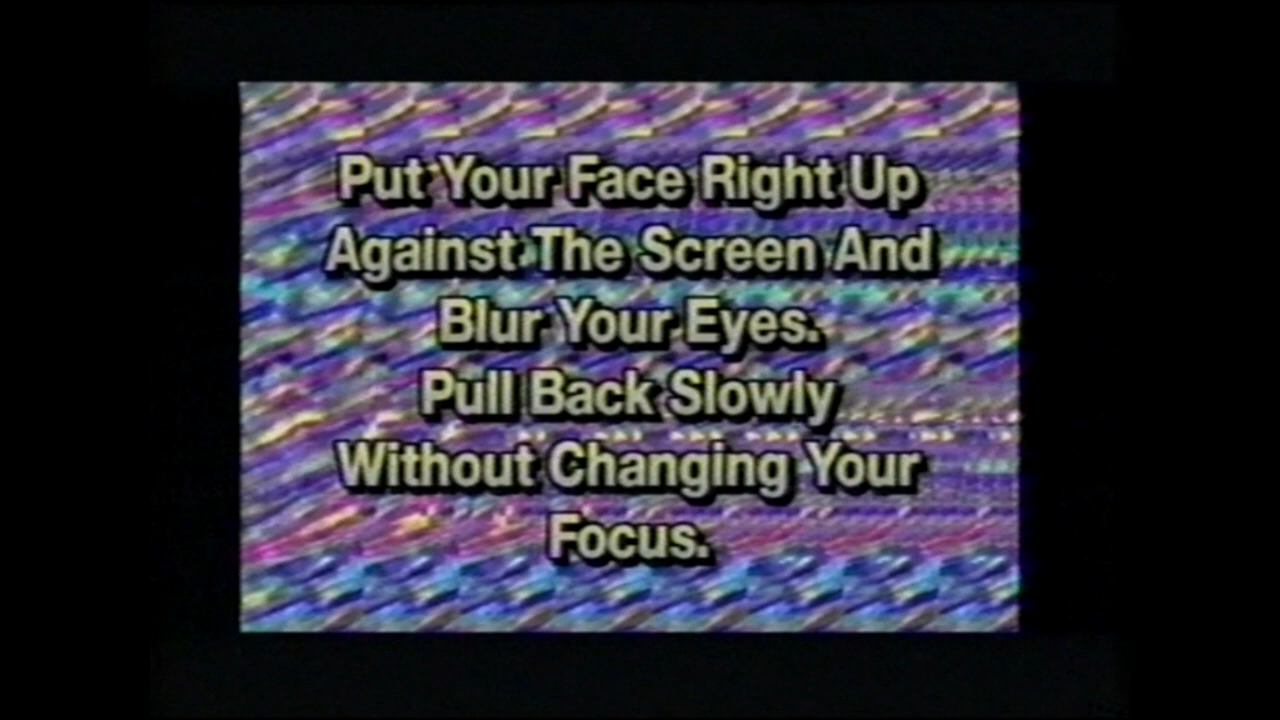 Put Your Face Right Up
Against The Screen And
Blur Your Eyes.
Pull Back Slowly
Without Changing Your
Focus.